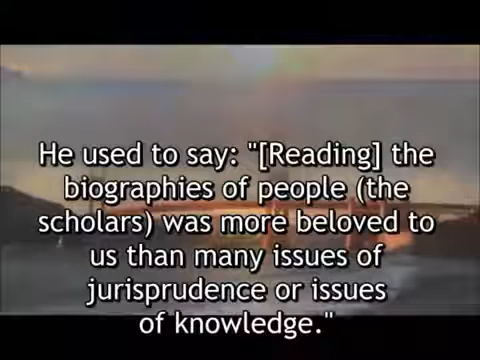 He used to say: "[Reading] the
biographies of people (the
scholars) was more beloved to
us than many issues of
jurisprudence or issues
of knowledge."